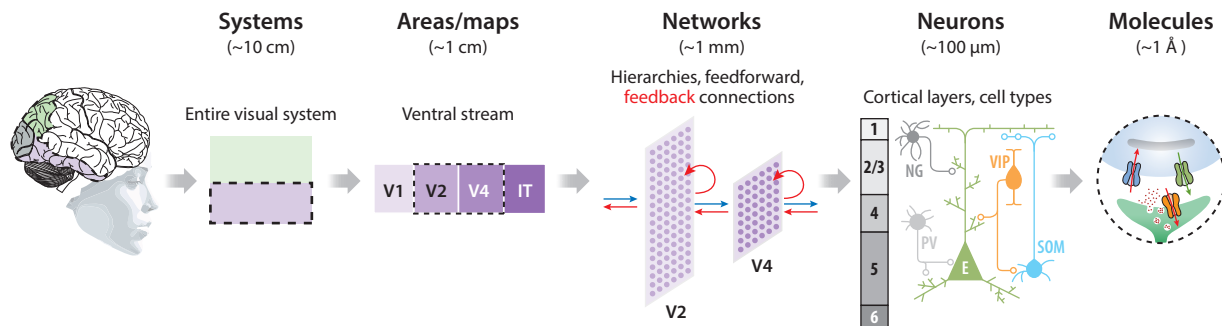 Systems
(~10 cm)
Areas/maps
(~1 cm)
Networks
(~1 mm)
Neurons
(~100 μm)
Molecules
(~1 Å )
Entire visual system
Ventral stream
V1 V2 V4 IT
Hierarchies, feedforward,
feedback connections
V2
V4
Cortical layers, cell types
1
2/3
4
5
6
NG
VIP
PV
E
SOM